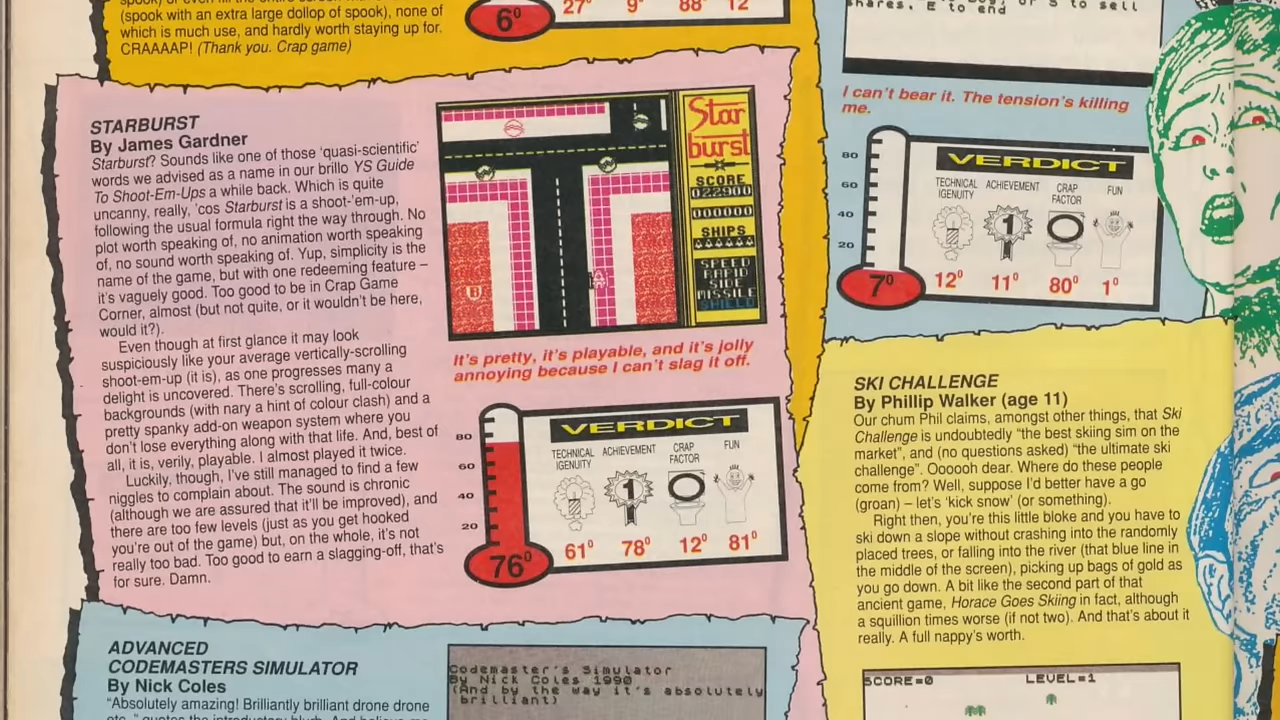 (spook with an extra large dollop of spook), none of
which is much use, and hardly worth staying up for.
CRAAAAP! (Thank you. Crap game)
6⁰
27⁰ 9⁰ 88⁰ 12
STARBURST
By James Gardner
Starburst? Sounds like one of those 'quasi-scientific'
words we advised as a name in our brillo YS Guide
To Shoot-Em-Ups a while back. Which is quite
uncanny, really, 'cos Starburst is a shoot-'em-up,
following the usual formula right the way through. No
plot worth speaking of, no animation worth speaking
of, no sound worth speaking of. Yup, simplicity is the
name of the game, but with one redeeming feature –
it's vaguely good. Too good to be in Crap Game
Corner, almost (but not quite, or it wouldn't be here,
would it?).
Even though at first glance it may look
suspiciously like your average vertically-scrolling
shoot-em-up (it is), as one progresses many a
delight is uncovered. There's scrolling, full-colour
backgrounds (with nary a hint of colour clash) and a
pretty spanky add-on weapon system where you
don't lose everything along with that life. And, best of
all, it is, verily, playable. I almost played it twice.
Luckily, though, I've still managed to find a few
niggles to complain about. The sound is chronic
(although we are assured that it'll be improved), and
there are too few levels (just as you get hooked
you're out of the game) but, on the whole, it's not
really too bad. Too good to earn a slagging-off, that's
for sure. Damn.
Star
burst
SCORE
022900
000000
SHIPS
SPEED
RAPID
SIDE
MISSILE
SHIELD
It's pretty, it's playable, and it's jolly
annoying because I can't slag it off.
VERDICT
TECHNICAL IGENUITY ACHIEVEMENT CRAP FACTOR FUN
80
60
40
20
1
76⁰
61⁰ 78⁰ 12⁰ 81⁰
ADVANCED
CODEMASTERS SIMULATOR
By Nick Coles
"Absolutely amazing! Brilliantly brilliant drone drone
Codemaster's Simulator
By Nick Coles 1990
(And by the way it's absolutely
brilliant)
or S to sell
shares, E to end
I can't bear it. The tension's killing
me.
VERDICT
TECHNICAL IGENUITY ACHIEVEMENT CRAP FACTOR FUN
80
60
40
20
1
7⁰
12⁰ 11⁰ 80⁰ 1⁰
SKI CHALLENGE
By Phillip Walker (age 11)
Our chum Phil claims, amongst other things, that Ski
Challenge is undoubtedly "the best skiing sim on the
market", and (no questions asked) "the ultimate ski
challenge". Oooooh dear. Where do these people
come from? Well, suppose I'd better have a go
(groan) – let's 'kick snow' (or something).
Right then, you're this little bloke and you have to
ski down a slope without crashing into the randomly
placed trees, or falling into the river (that blue line in
the middle of the screen), picking up bags of gold as
you go down. A bit like the second part of that
ancient game, Horace Goes Skiing in fact, although
a squillion times worse (if not two). And that's about it
really. A full nappy's worth.
SCORE=0 LEVEL=1